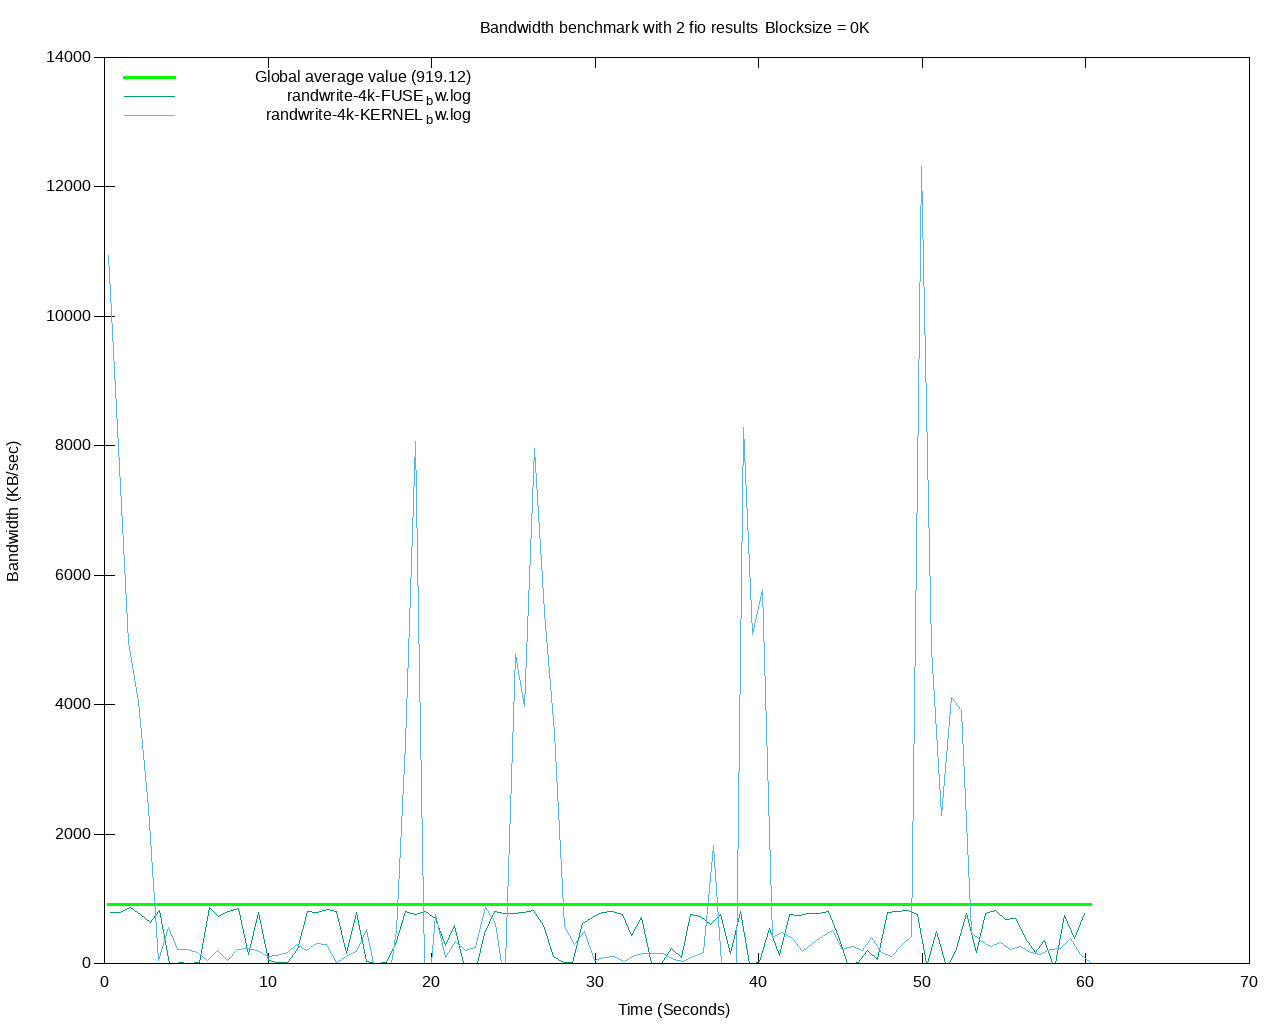 Bandwidth benchmark with 2 fio results Blocksize = 0K
14000
12000
10000
8000
6000
4000
2000
0
Bandwidth (KB/sec)
Global average value (919.12)
randwrite-4k-FUSE_bw.log
randwrite-4k-KERNEL_bw.log
0 10 20 30 40 50 60 70
Time (Seconds)